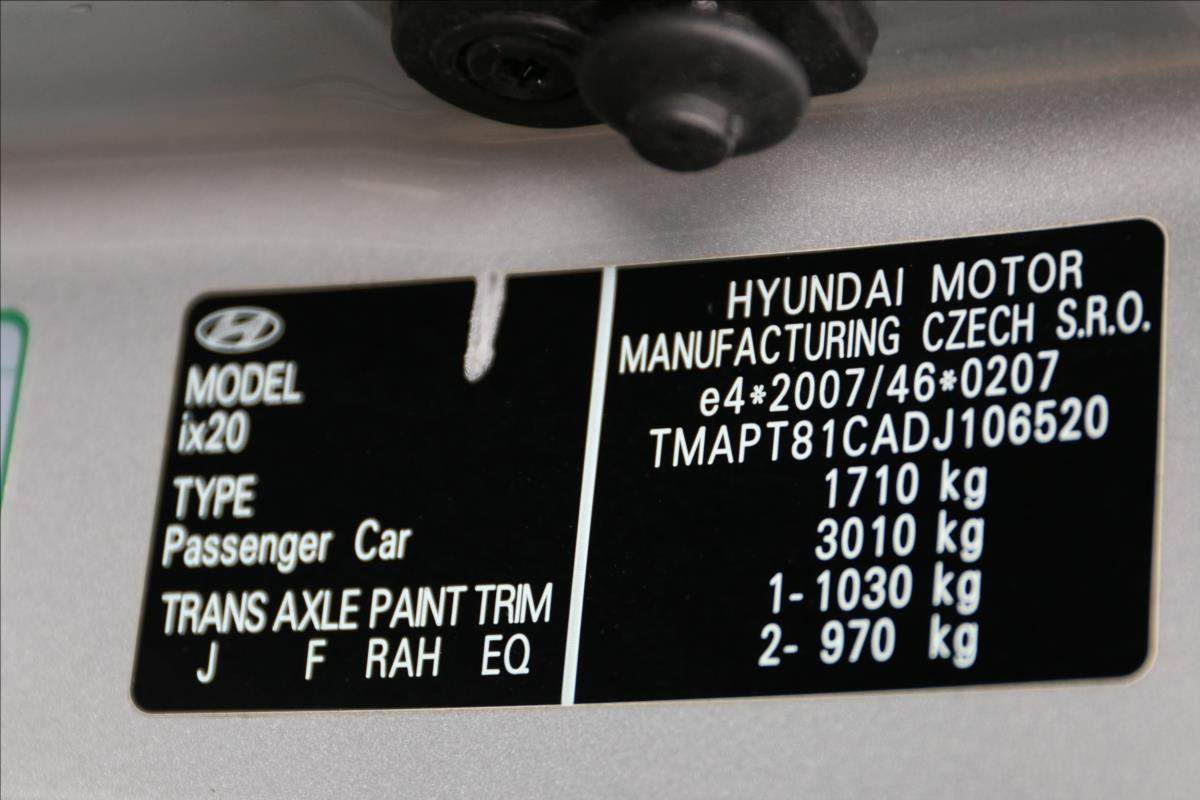 MODEL
ix20
TYPE
Passenger Car
TRANS AXLE PAINT TRIM
J F RAH EQ
HYUNDAI MOTOR
MANUFACTURING CZECH S.R.O.
e4*2007/46*0207
TMAPT81CADJ106520
1710 kg
3010 kg
1- 1030 kg
2- 970 kg